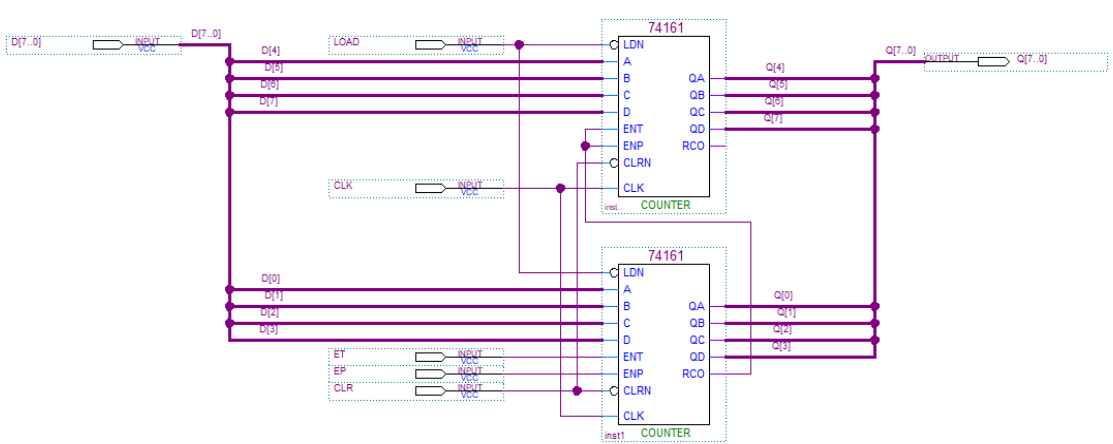 D[7..0] INPUT VCC D[7..0]
LOAD INPUT VCC
74161
LDN
D[4] A
D[5] B QA Q[4]
D[6] C QB Q[5]
D[7] D QC Q[6]
ENT QD Q[7]
ENP RCO
CLRN
CLK INPUT VCC CLK
inst COUNTER
Q[7..0] OUTPUT Q[7..0]
74161
LDN
D[0] A
D[1] B QA Q[0]
D[2] C QB Q[1]
D[3] D QC Q[2]
ET INPUT VCC ENT QD Q[3]
EP INPUT VCC ENP RCO
CLR INPUT VCC CLRN
CLK
inst1 COUNTER